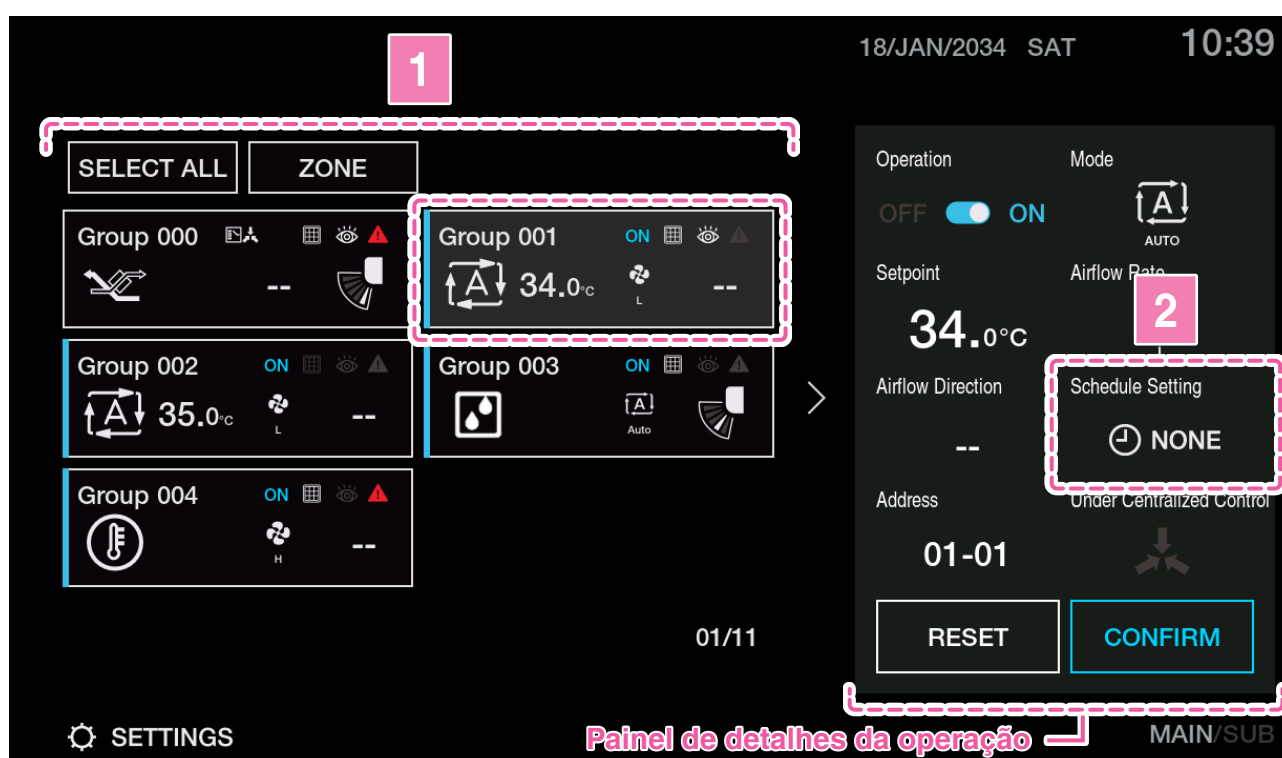 18/JAN/2034 SAT 10:39
1
SELECT ALL ZONE
Group 000
--
Group 001 ON
A 34.0°C L --
Group 002 ON
A 35.0°C L --
Group 003 ON
A
Auto
Group 004 ON
H --
01/11
Operation Mode
OFF ON A
AUTO
Setpoint Airflow Rate
34.0°C 2
Airflow Direction Schedule Setting
-- NONE
Address Under Centralized Control
01-01
RESET CONFIRM
SETTINGS
Painel de detalhes da operação
MAIN/SUB